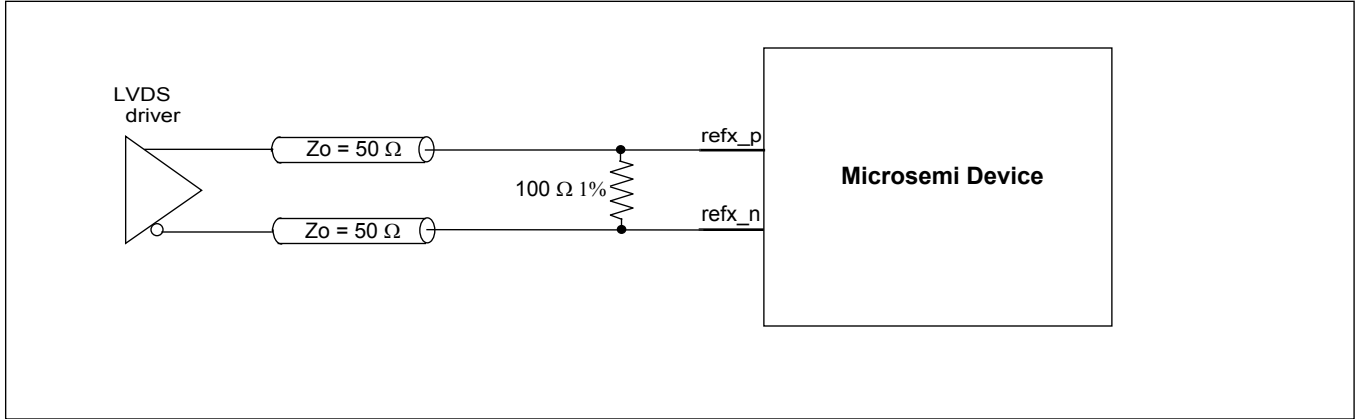 LVDS
driver
Zo = 50 Ω
refx_p
100 Ω 1%
Microsemi Device
refx_n
Zo = 50 Ω